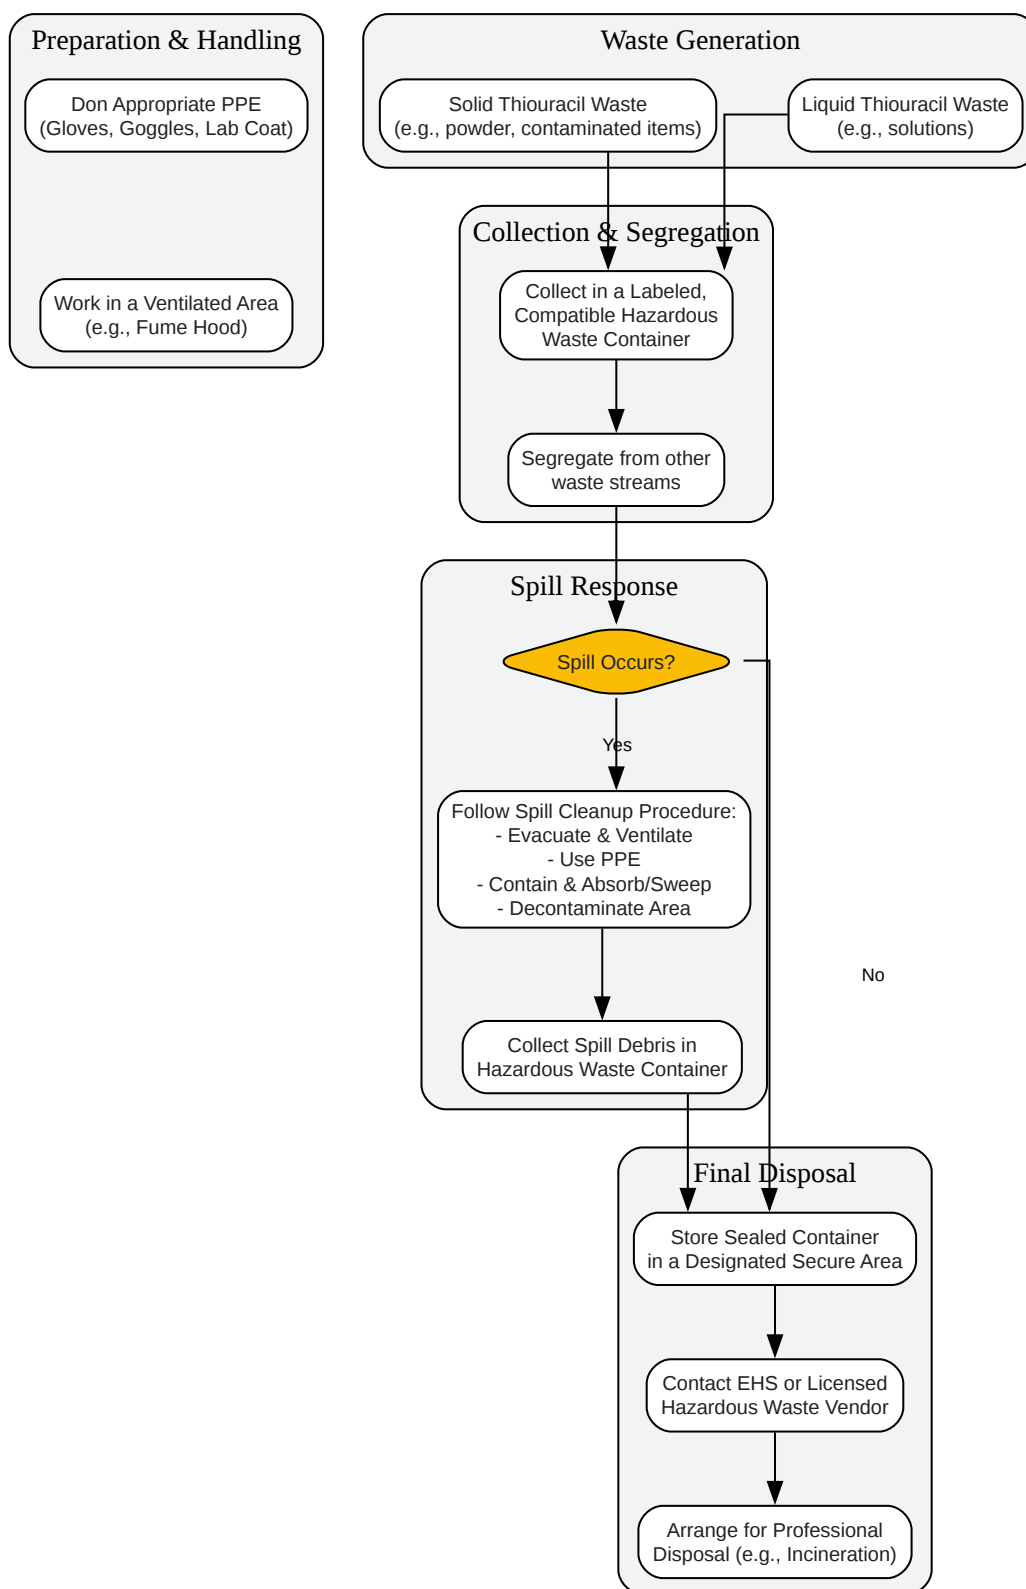 Preparation & Handling
Don Appropriate PPE
(Gloves, Goggles, Lab Coat)
Work in a Ventilated Area
(e.g., Fume Hood)
Waste Generation
Solid Thiouracil Waste
(e.g., powder, contaminated items)
Liquid Thiouracil Waste
(e.g., solutions)
Collection & Segregation
Collect in a Labeled,
Compatible Hazardous
Waste Container
Segregate from other
waste streams
Spill Response
Spill Occurs?
Yes
Follow Spill Cleanup Procedure:
- Evacuate & Ventilate
- Use PPE
- Contain & Absorb/Sweep
- Decontaminate Area
No
Collect Spill Debris in
Hazardous Waste Container
Final Disposal
Store Sealed Container
in a Designated Secure Area
Contact EHS or Licensed
Hazardous Waste Vendor
Arrange for Professional
Disposal (e.g., Incineration)